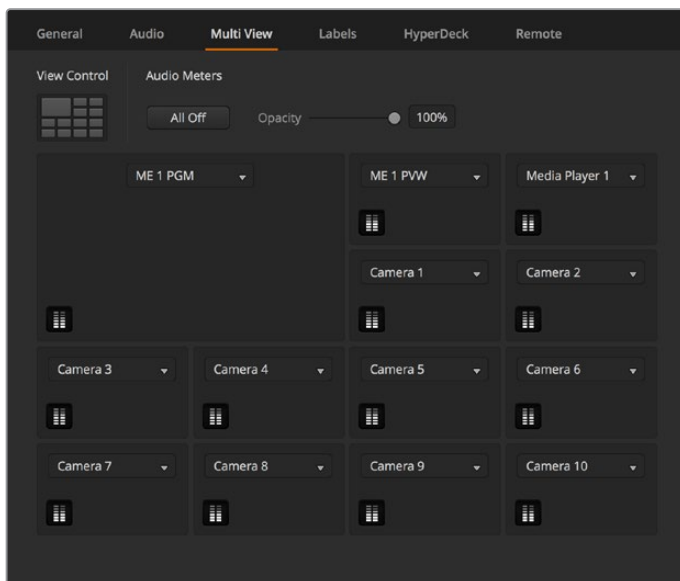 General Audio Multi View Labels HyperDeck Remote
View Control Audio Meters
All Off Opacity 100%
ME 1 PGM ME 1 PVW Media Player 1
Camera 1 Camera 2
Camera 3 Camera 4 Camera 5 Camera 6
Camera 7 Camera 8 Camera 9 Camera 10